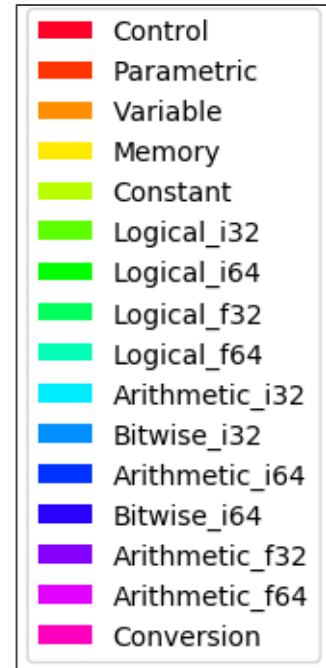 Control
Parametric
Variable
Memory
Constant
Logical_i32
Logical_i64
Logical_f32
Logical_f64
Arithmetic_i32
Bitwise_i32
Arithmetic_i64
Bitwise_i64
Arithmetic_f32
Arithmetic_f64
Conversion